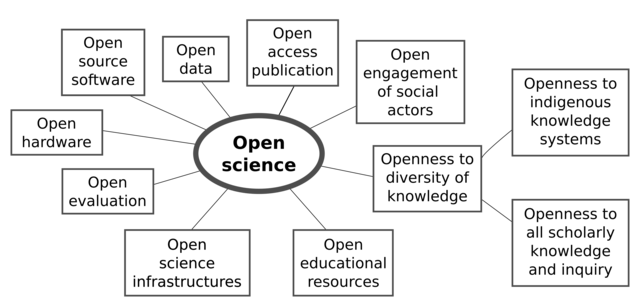 Open
source
software
Open
data
Open
access
publication
Open
engagement
of social
actors
Openness to
indigenous
knowledge
systems
Open
hardware
Open
science
Openness to
diversity of
knowledge
Open
evaluation
Openness to
all scholarly
knowledge
and inquiry
Open
science
infrastructures
Open
educational
resources